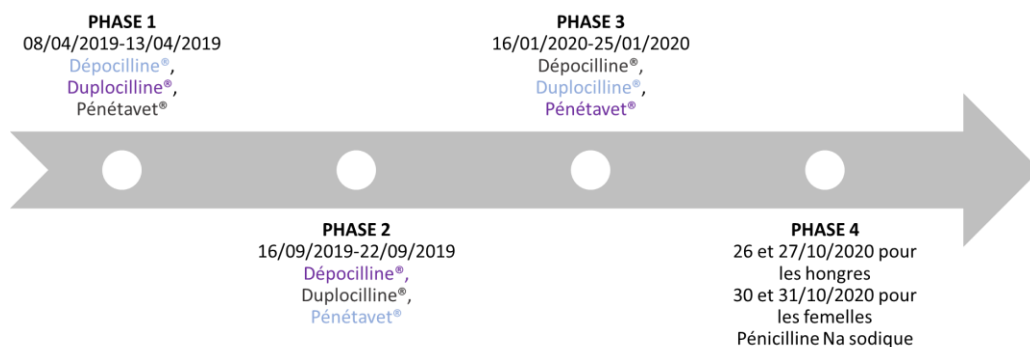 PHASE 1
08/04/2019-13/04/2019
Dépocilline®,
Duplocilline®,
Pénétavet®
PHASE 3
16/01/2020-25/01/2020
Dépocilline®,
Duplocilline®,
Pénétavet®
PHASE 2
16/09/2019-22/09/2019
Dépocilline®,
Duplocilline®,
Pénétavet®
PHASE 4
26 et 27/10/2020 pour
les hongres
30 et 31/10/2020 pour
les femelles
Pénicilline Na sodique